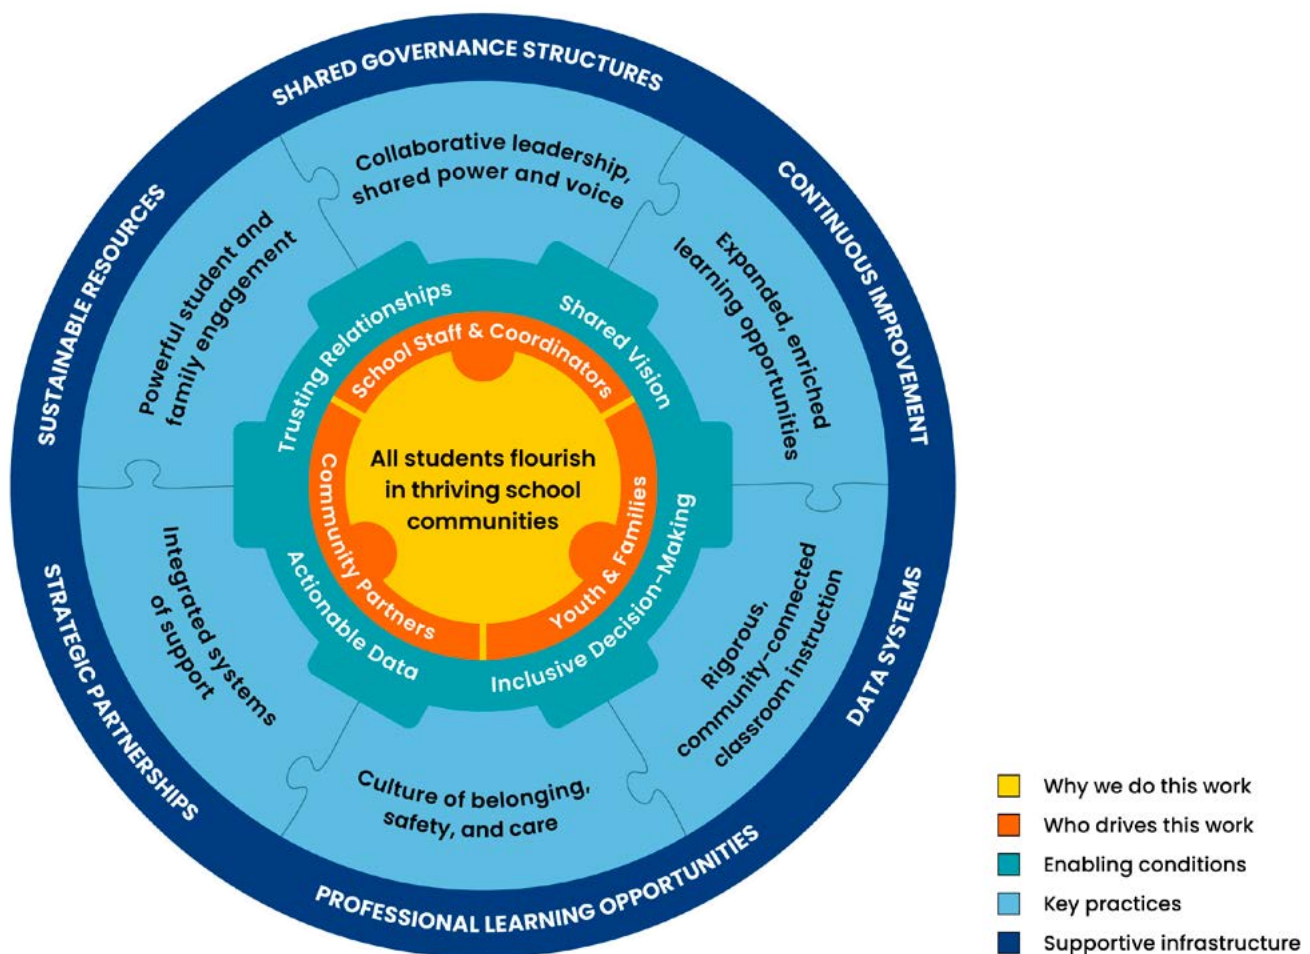 SHARED GOVERNANCE STRUCTURES
CONTINUOUS IMPROVEMENT
DATA SYSTEMS
PROFESSIONAL LEARNING OPPORTUNITIES
STRATEGIC PARTNERSHIPS
SUSTAINABLE RESOURCES
Collaborative leadership,
shared power and voice
Expanded, enriched
learning opportunities
Rigorous,
community-connected
classroom instruction
Culture of belonging,
safety, and care
Integrated systems
of support
Powerful student and
family engagement
Trusting Relationships
Shared Vision
Inclusive Decision-Making
Actionable Data
School Staff & Coordinators
Youth & Families
Community Partners
All students flourish
in thriving school
communities
Why we do this work
Who drives this work
Enabling conditions
Key practices
Supportive infrastructure